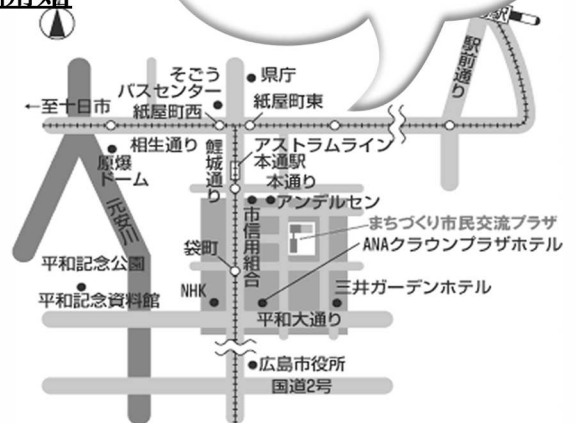 駅前通り
そごう
バスセンター
県庁
←至十日市
紙屋町西
紙屋町東
相生通り
アストラムライン
本通駅
原爆
ドーム
鯉城通り
本通り
アンデルセン
元安川
市信用組合
まちづくり市民交流プラザ
袋町
ANAクラウンプラザホテル
平和記念公園
NHK
三井ガーデンホテル
平和記念資料館
平和大通り
広島市役所
国道2号